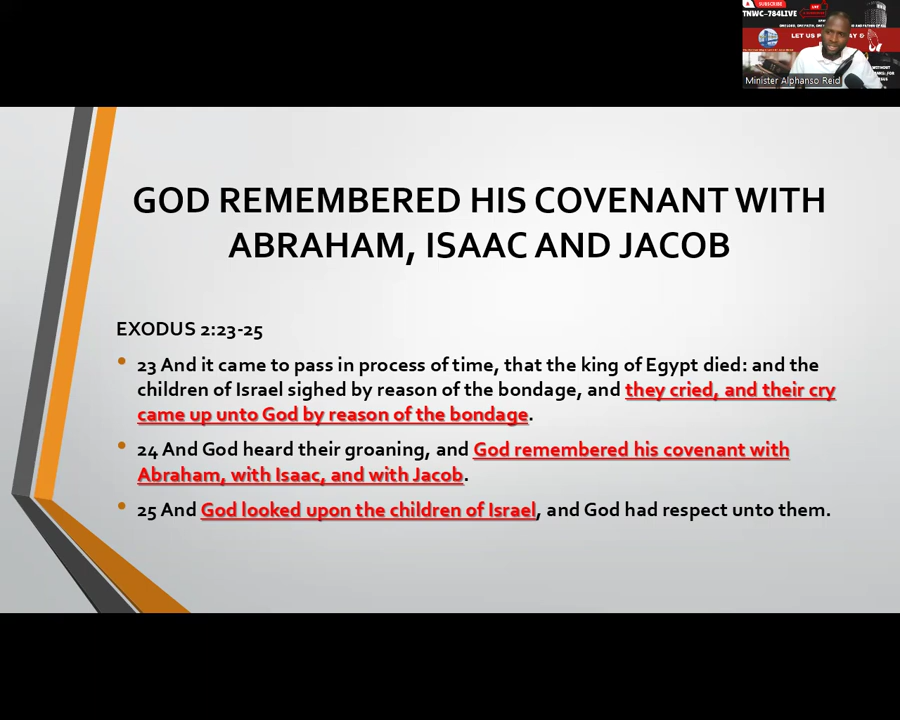 SUBSCRIBE
TNWC-784LIVE
LIVE
LET US P AY &
Minister Alphanso Reid
GOD REMEMBERED HIS COVENANT WITH
ABRAHAM, ISAAC AND JACOB
EXODUS 2:23-25
• 23 And it came to pass in process of time, that the king of Egypt died: and the
children of Israel sighed by reason of the bondage, and they cried, and their cry
came up unto God by reason of the bondage.
• 24 And God heard their groaning, and God remembered his covenant with
Abraham, with Isaac, and with Jacob.
• 25 And God looked upon the children of Israel, and God had respect unto them.